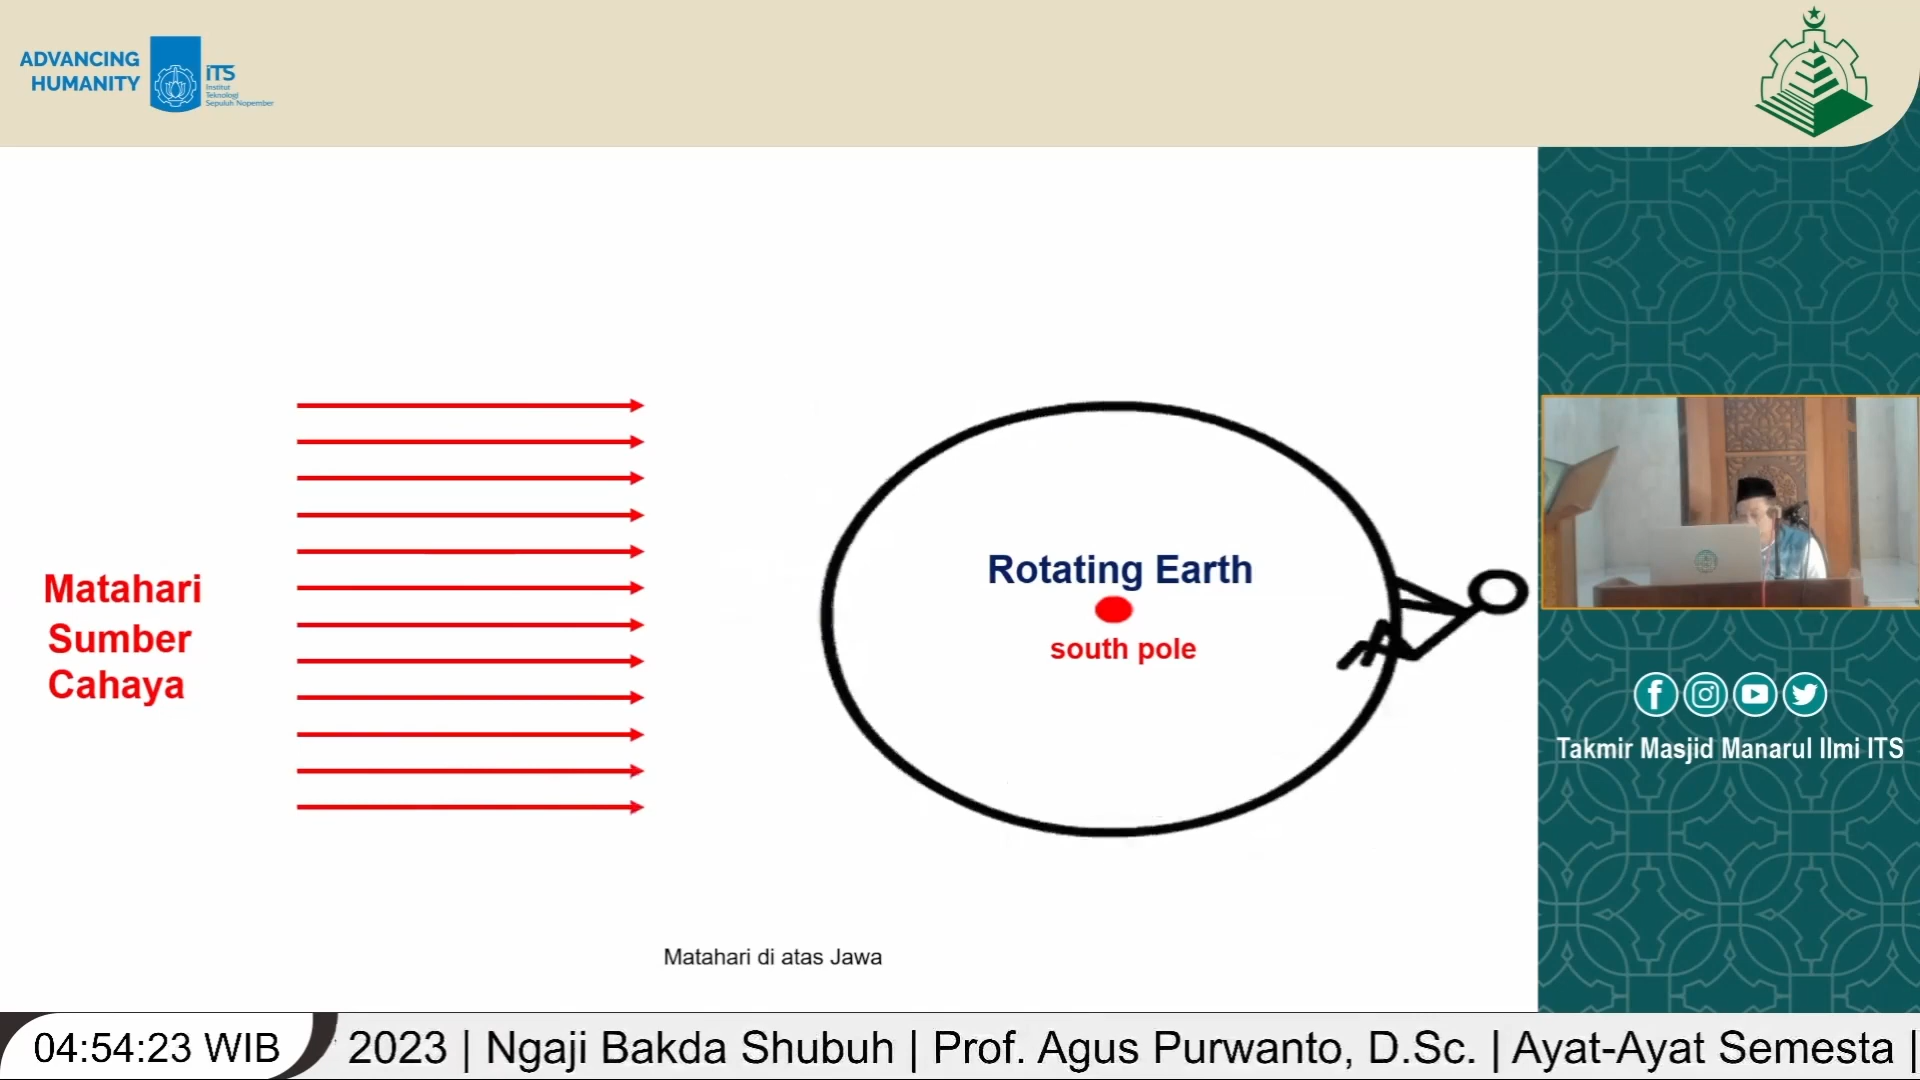 ADVANCING
HUMANITY
ITS
Institut
Teknologi
Sepuluh Nopember
Rotating Earth
Matahari
Sumber
Cahaya
south pole
Takmir Masjid Manarul Ilmi ITS
Matahari di atas Jawa
04:54:23 WIB
2023 | Ngaji Bakda Shubuh | Prof. Agus Purwanto, D.Sc. | Ayat-Ayat Semesta |